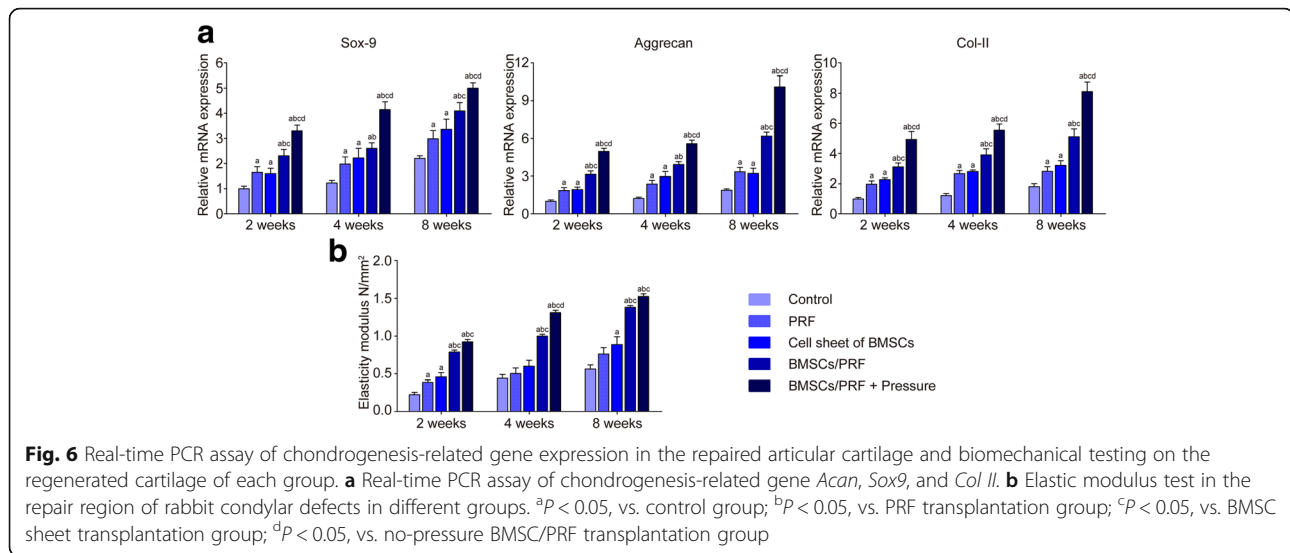 a
Sox-9
Aggrecan
Col-II
Relative mRNA expression
6
5
4
3
2
1
0
a
a
abc
abcd
a
a
ab
abcd
a
a
abc
abcd
2 weeks
4 weeks
8 weeks
Relative mRNA expression
12
9
6
3
0
a
a
abc
abcd
a
a
ab
abcd
a
a
abc
abcd
2 weeks
4 weeks
8 weeks
Relative mRNA expression
10
8
6
4
2
0
a
a
abc
abcd
a
a
abc
abcd
a
a
abc
abcd
2 weeks
4 weeks
8 weeks
b
Elasticity modulus N/mm²
2.0
1.5
1.0
0.5
0.0
a
a
abc
abc
abc
abcd
a
abc
abc
2 weeks
4 weeks
8 weeks
Control
PRF
Cell sheet of BMSCs
BMSCs/PRF
BMSCs/PRF + Pressure
Fig. 6 Real-time PCR assay of chondrogenesis-related gene expression in the repaired articular cartilage and biomechanical testing on the
regenerated cartilage of each group. a Real-time PCR assay of chondrogenesis-related gene Acan, Sox9, and Col II. b Elastic modulus test in the
repair region of rabbit condylar defects in different groups. ᵃP < 0.05, vs. control group; ᵇP < 0.05, vs. PRF transplantation group; ᶜP < 0.05, vs. BMSC
sheet transplantation group; ᵈP < 0.05, vs. no-pressure BMSC/PRF transplantation group